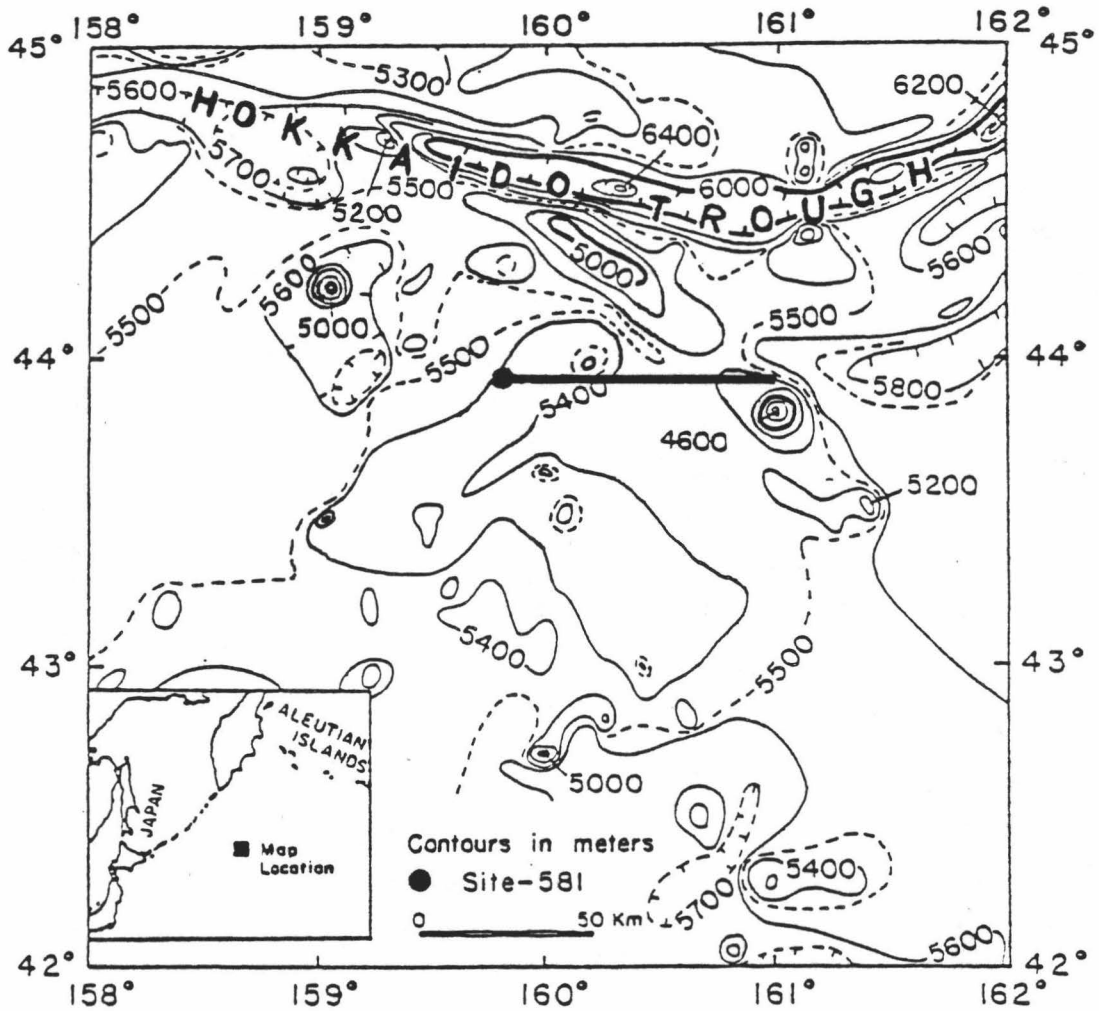 158° 159° 160° 161° 162°
45° 45°
5300
5600
6200
HOKKAIDO TROUGH
6400
5700
5500
6000
5200
5000
5600
5600
5500
5000
5500
44° 5500 44°
5400
5800
4600
5200
5400
43° 5500 43°
ALEUTIAN
ISLANDS
5000
JAPAN
Contours in meters
Map
Location
Site-581
5400
0 50 Km
5700
5600
42° 42°
158° 159° 160° 161° 162°